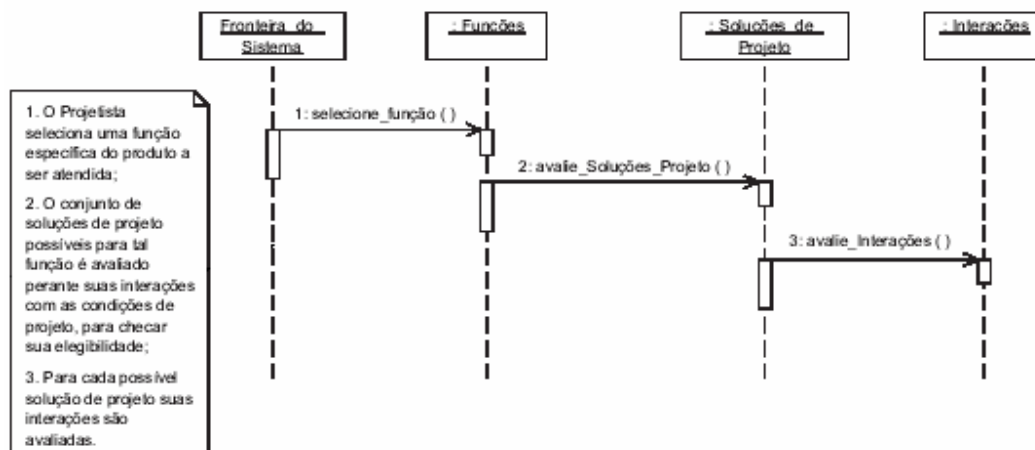 Fronteira do
Sistema
: Funções
: Soluções de
Projeto
: Interações
1. O Projetista
seleciona uma função
específica do produto a
ser atendida;
2. O conjunto de
soluções de projeto
possíveis para tal
função é avaliado
perante suas interações
com as condições de
projeto, para checar
sua elegibilidade;
3. Para cada possível
solução de projeto suas
interações são
avaliadas.
1: selecione_função ( )
2: avalie_Soluções_Projeto ( )
3: avalie_Interações ( )